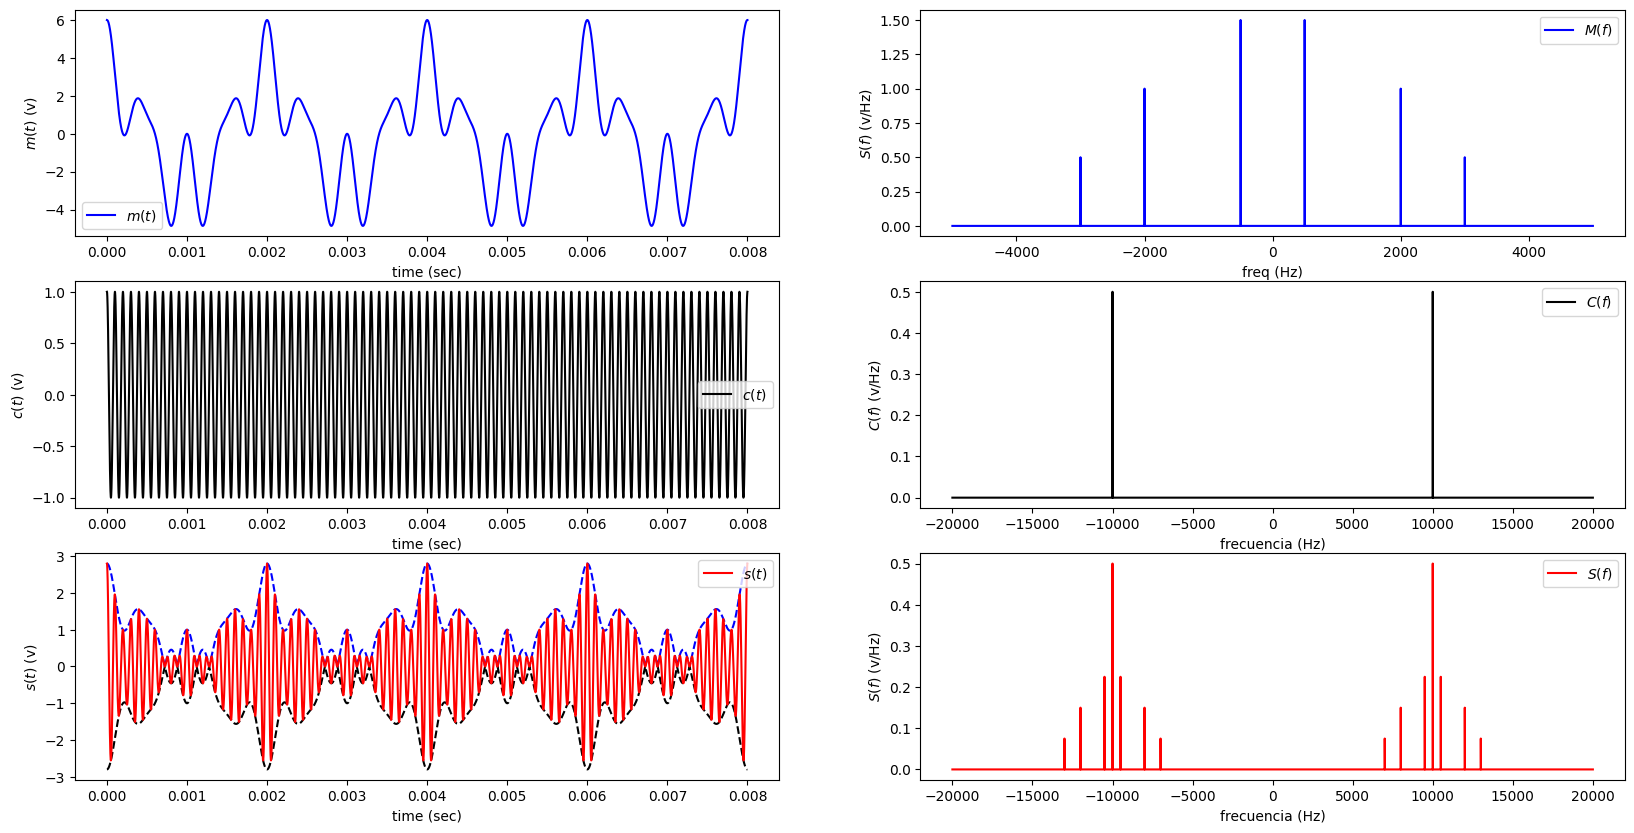 6
4
2
0
−2
−4
m(t) (v)
m(t)
0.000 0.001 0.002 0.003 0.004 0.005 0.006 0.007 0.008
time (sec)
1.50
1.25
1.00
0.75
0.50
0.25
0.00
S(f) (v/Hz)
M(f)
−4000 −2000 0 2000 4000
freq (Hz)
1.0
0.5
0.0
−0.5
−1.0
c(t) (v)
c(t)
0.000 0.001 0.002 0.003 0.004 0.005 0.006 0.007 0.008
time (sec)
0.5
0.4
0.3
0.2
0.1
0.0
C(f) (v/Hz)
C(f)
−20000 −15000 −10000 −5000 0 5000 10000 15000 20000
frecuencia (Hz)
3
2
1
0
−1
−2
−3
s(t) (v)
s(t)
0.000 0.001 0.002 0.003 0.004 0.005 0.006 0.007 0.008
time (sec)
0.5
0.4
0.3
0.2
0.1
0.0
S(f) (v/Hz)
S(f)
−20000 −15000 −10000 −5000 0 5000 10000 15000 20000
frecuencia (Hz)